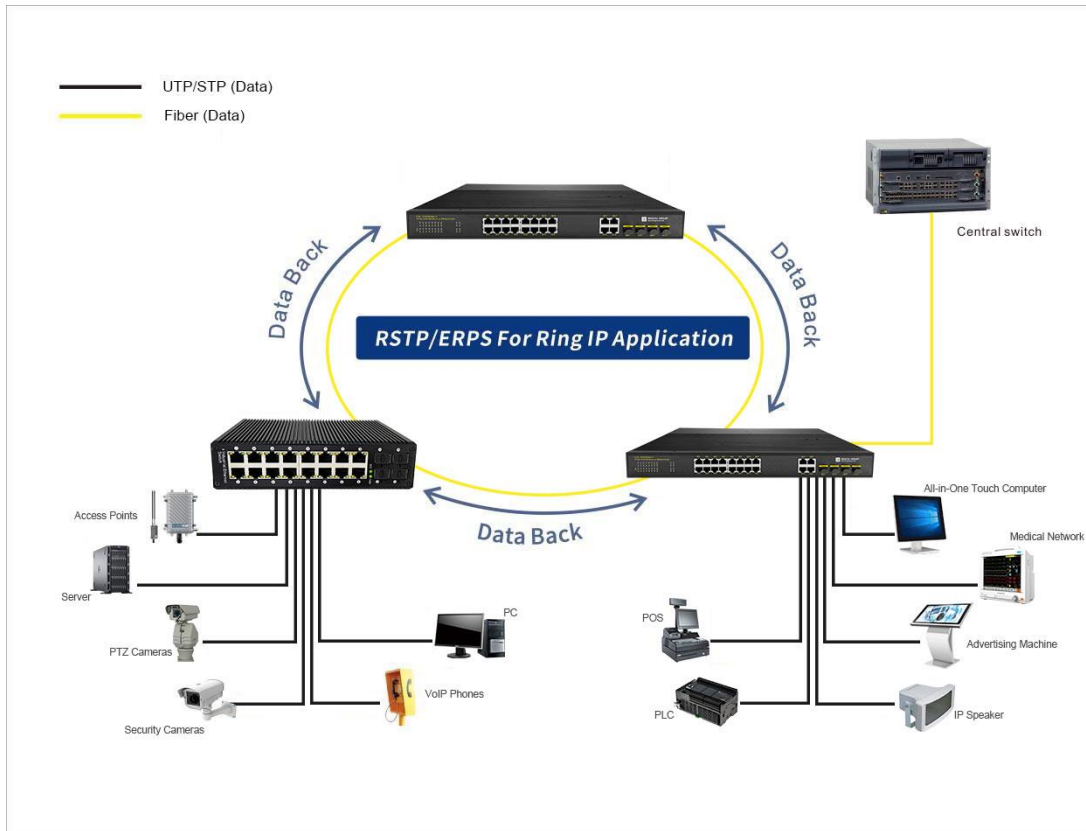 UTP/STP (Data)
Fiber (Data)
Central switch
Data Back
Data Back
RSTP/ERPS For Ring IP Application
Data Back
Access Points
Server
PTZ Cameras
Security Cameras
PC
VoIP Phones
All-in-One Touch Computer
Medical Network
POS
Advertising Machine
PLC
IP Speaker